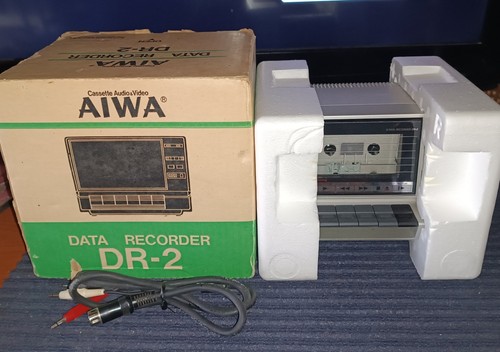 AIWA
DATA RECORDER
DR-2
Cassette Audio&Video
AIWA®
DATA RECORDER
DR-2